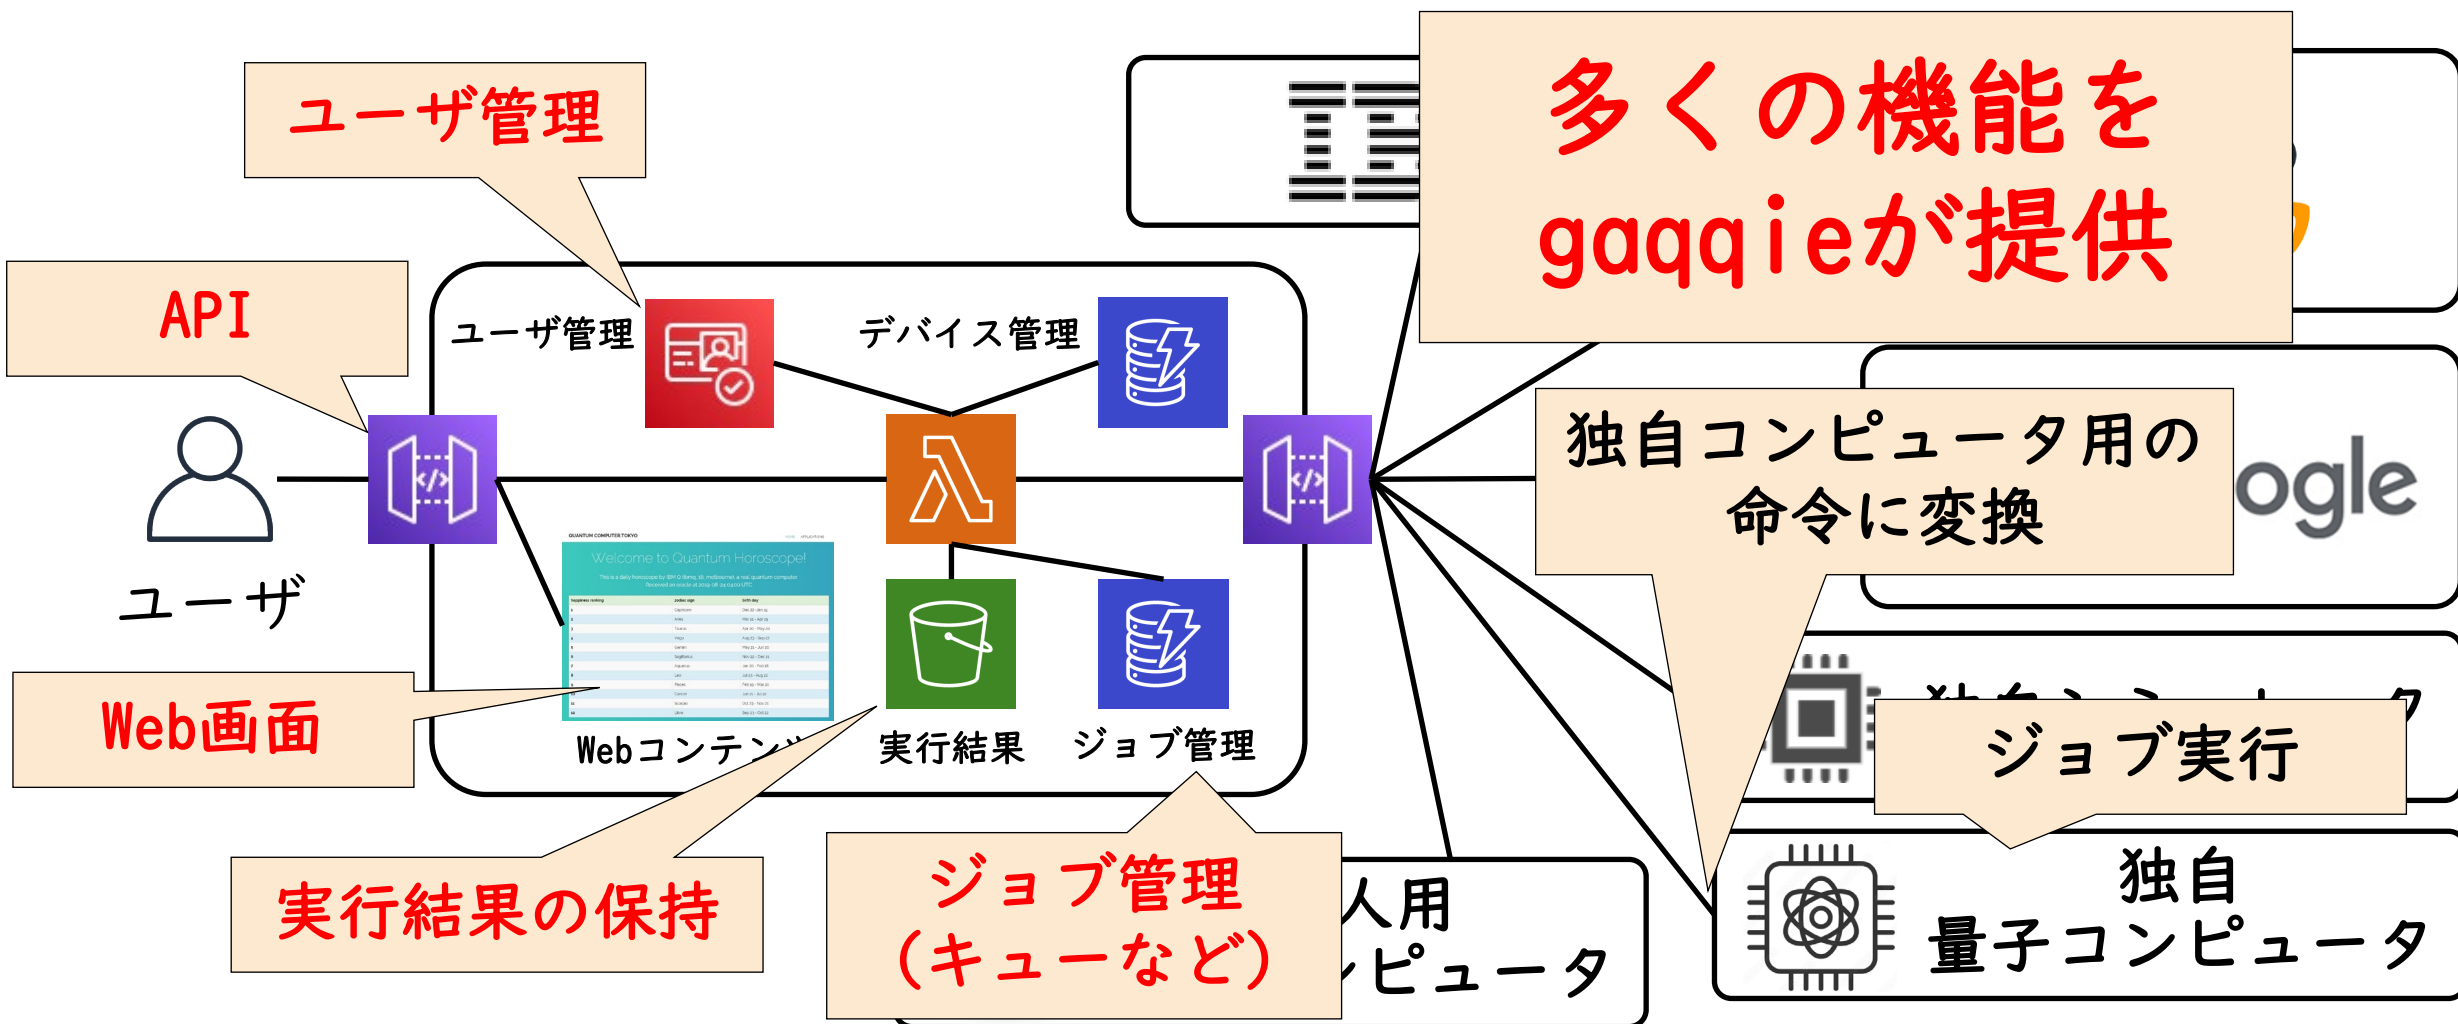 多くの機能を
gaqqieが提供
ユーザ管理
API
ユーザ管理
デバイス管理
独自コンピュータ用の
命令に変換
ogle
ユーザ
QUANTUM COMPUTER TOKYO
Welcome to Quantum Horoscope!
Web画面
Webコンテン
実行結果
ジョブ管理
ジョブ実行
実行結果の保持
ジョブ管理
(キューなど)
人用
ピュータ
独自
量子コンピュータ